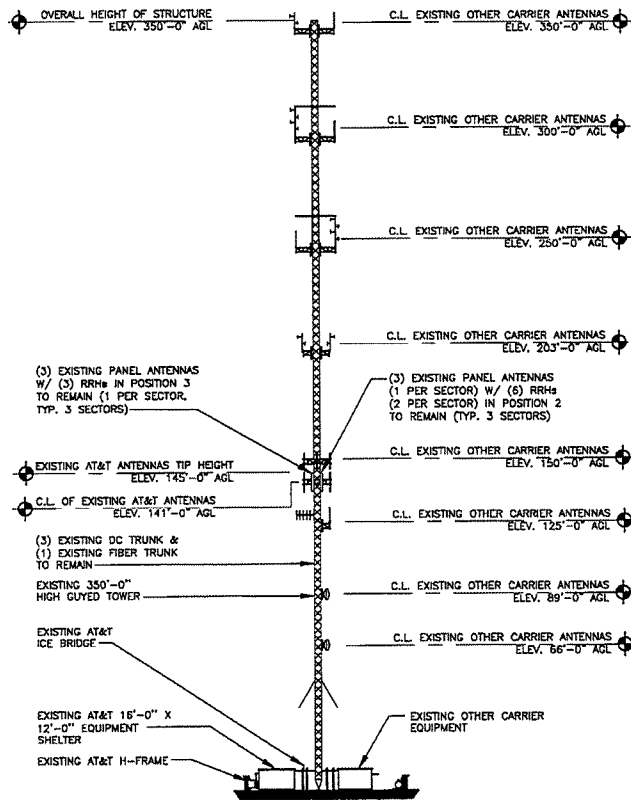 OVERALL HEIGHT OF STRUCTURE
ELEV. 350'-0" AGL
C.L. EXISTING OTHER CARRIER ANTENNAS
ELEV. 350'-0" AGL
C.L. EXISTING OTHER CARRIER ANTENNAS
ELEV. 300'-0" AGL
C.L. EXISTING OTHER CARRIER ANTENNAS
ELEV. 250'-0" AGL
C.L. EXISTING OTHER CARRIER ANTENNAS
ELEV. 203'-0" AGL
(3) EXISTING PANEL ANTENNAS
W/ (3) RRHs IN POSITION 3
TO REMAIN (1 PER SECTOR,
TYP. 3 SECTORS)
(3) EXISTING PANEL ANTENNAS
(1 PER SECTOR) W/ (6) RRHs
(2 PER SECTOR) IN POSITION 2
TO REMAIN (TYP. 3 SECTORS)
C.L. EXISTING OTHER CARRIER ANTENNAS
ELEV. 150'-0" AGL
EXISTING AT&T ANTENNAS TIP HEIGHT
ELEV. 145'-0" AGL
C.L. OF EXISTING AT&T ANTENNAS
ELEV. 141'-0" AGL
C.L. EXISTING OTHER CARRIER ANTENNAS
ELEV. 125'-0" AGL
(3) EXISTING DC TRUNK &
(1) EXISTING FIBER TRUNK
TO REMAIN
EXISTING 350'-0"
HIGH GUYED TOWER
C.L. EXISTING OTHER CARRIER ANTENNAS
ELEV. 89'-0" AGL
EXISTING AT&T
ICE BRIDGE
C.L. EXISTING OTHER CARRIER ANTENNAS
ELEV. 66'-0" AGL
EXISTING AT&T 16'-0" X
12'-0" EQUIPMENT
SHELTER
EXISTING OTHER CARRIER
EQUIPMENT
EXISTING AT&T H-FRAME